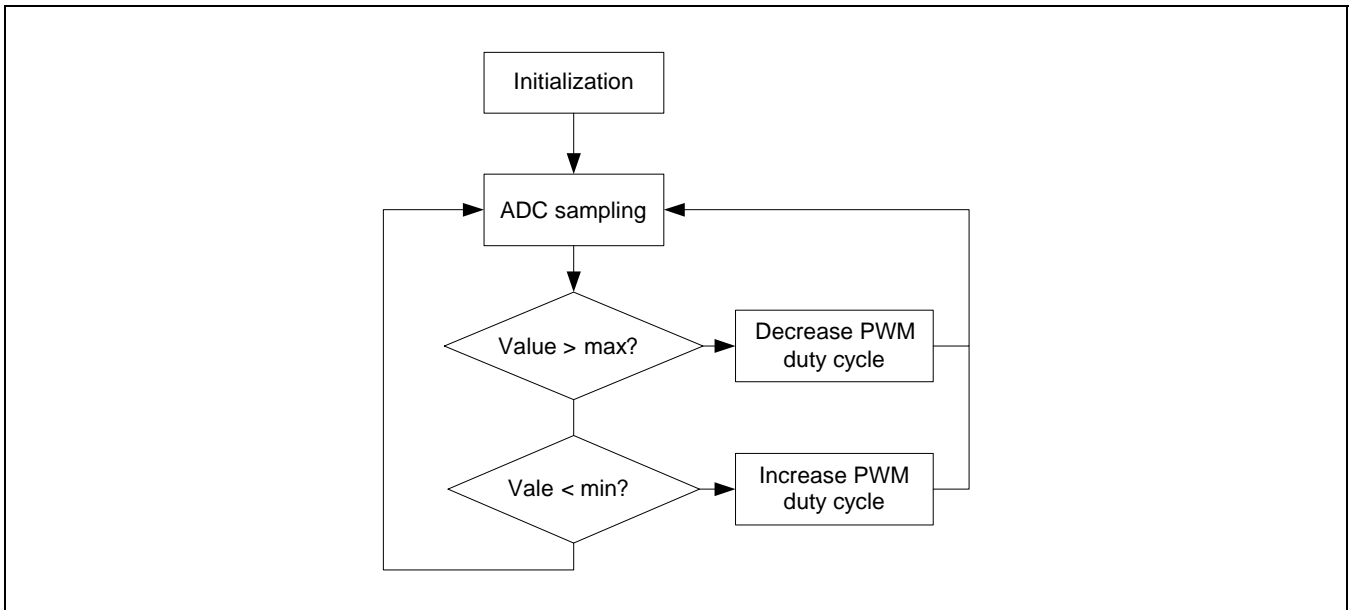 Initialization
ADC sampling
Value > max?
Decrease PWM
duty cycle
Vale < min?
Increase PWM
duty cycle